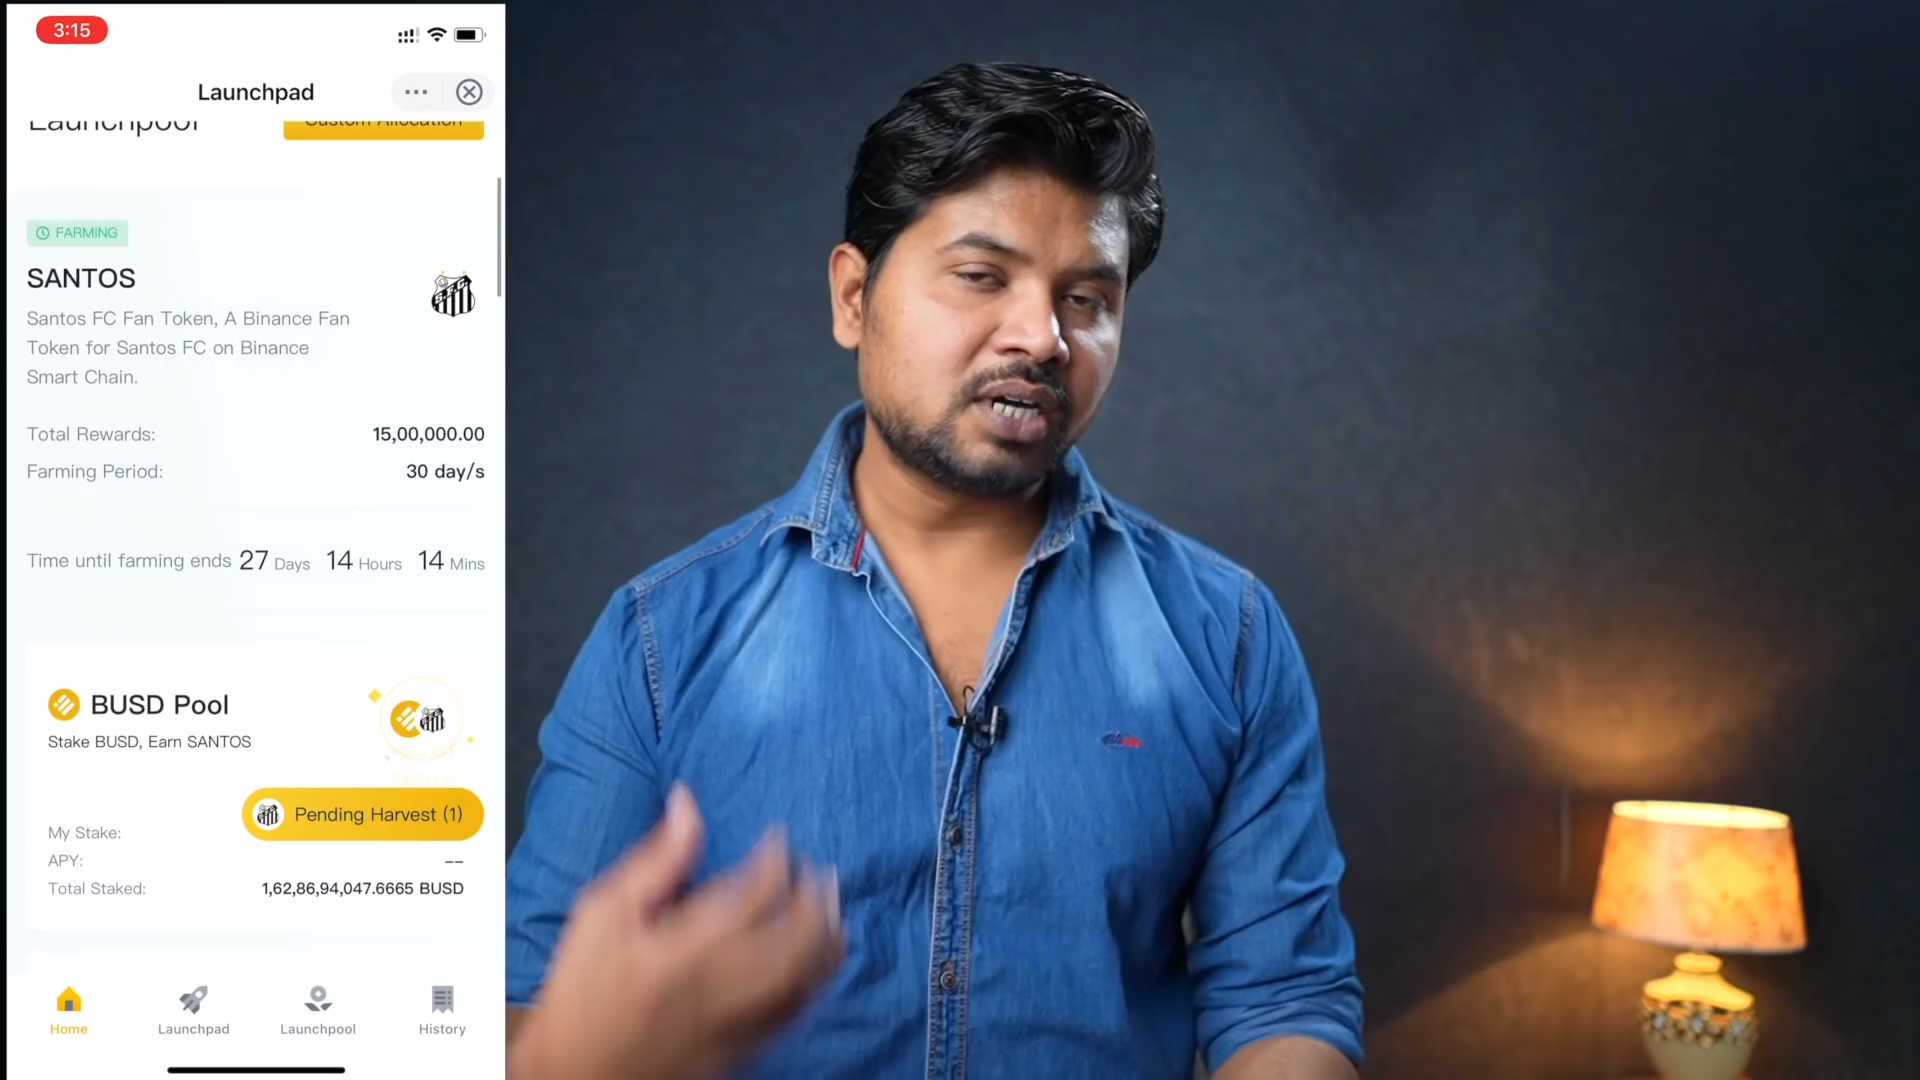 3:15
Launchpad
Launchpool
Custom Allocation
FARMING
SANTOS
Santos FC Fan Token, A Binance Fan
Token for Santos FC on Binance
Smart Chain.
Total Rewards: 15,00,000.00
Farming Period: 30 day/s
Time until farming ends 27 Days 14 Hours 14 Mins
BUSD Pool
Stake BUSD, Earn SANTOS
Pending Harvest (1)
My Stake:
APY: --
Total Staked: 1,62,86,94,047.6665 BUSD
Home Launchpad Launchpool History